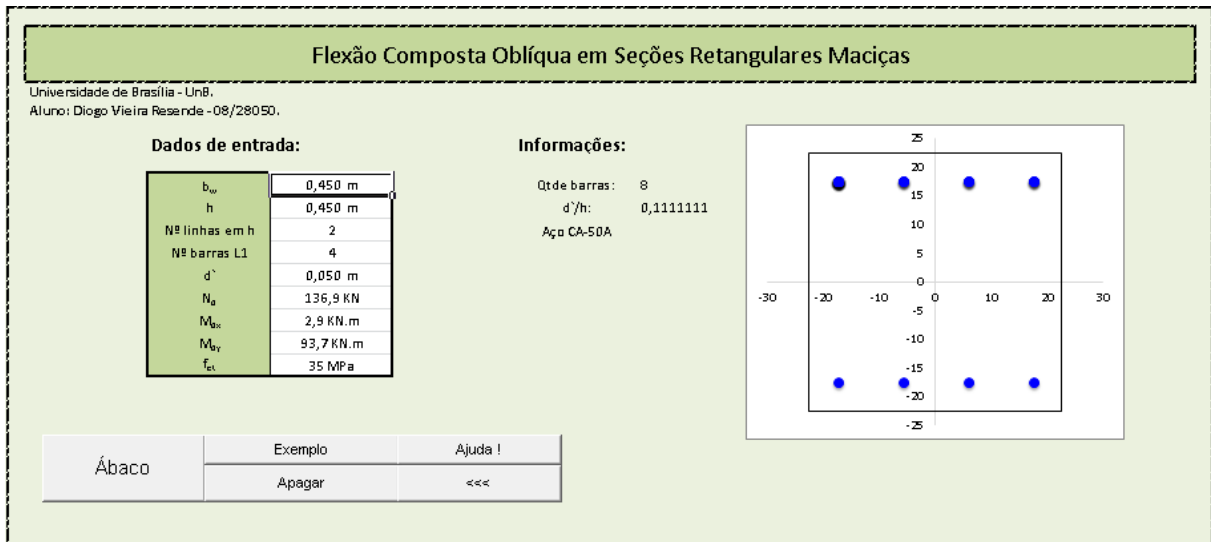 Flexão Composta Oblíqua em Seções Retangulares Maciças
Universidade de Brasília - UnB.
Aluno: Diogo Vieira Resende - 08/28050.
Dados de entrada:
bw 0,450 m
h 0,450 m
Nº linhas em h 2
Nº barras L1 4
d` 0,050 m
Nd 136,9 KN
Mdx 2,9 KN.m
Mdy 93,7 KN.m
fck 35 MPa
Informações:
Qtde barras: 8
d`/h: 0,1111111
Aço CA-50A
25
20
15
10
5
0
-5
-10
-15
-20
-25
-30 -20 -10 0 10 20 30
Ábaco
Exemplo
Ajuda !
Apagar
<<<